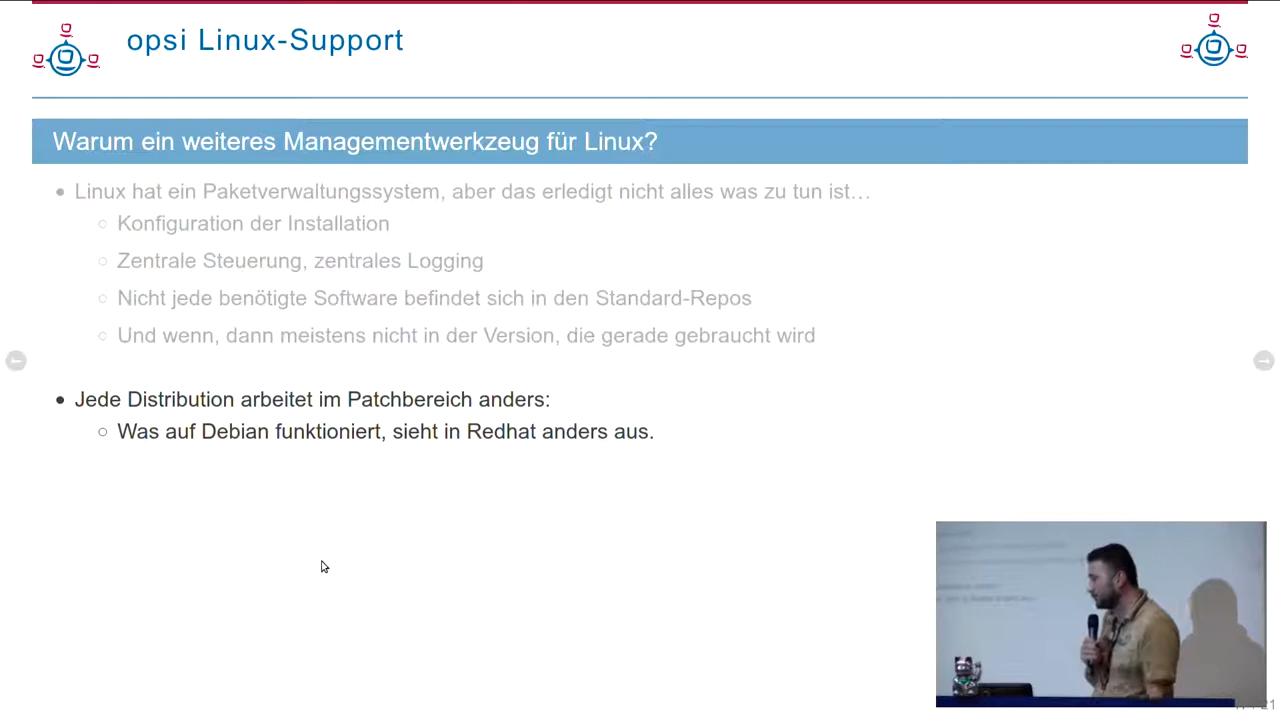 opsi Linux-Support
Warum ein weiteres Managementwerkzeug für Linux?
Linux hat ein Paketverwaltungssystem, aber das erledigt nicht alles was zu tun ist…
Konfiguration der Installation
Zentrale Steuerung, zentrales Logging
Nicht jede benötigte Software befindet sich in den Standard-Repos
Und wenn, dann meistens nicht in der Version, die gerade gebraucht wird
Jede Distribution arbeitet im Patchbereich anders:
Was auf Debian funktioniert, sieht in Redhat anders aus.